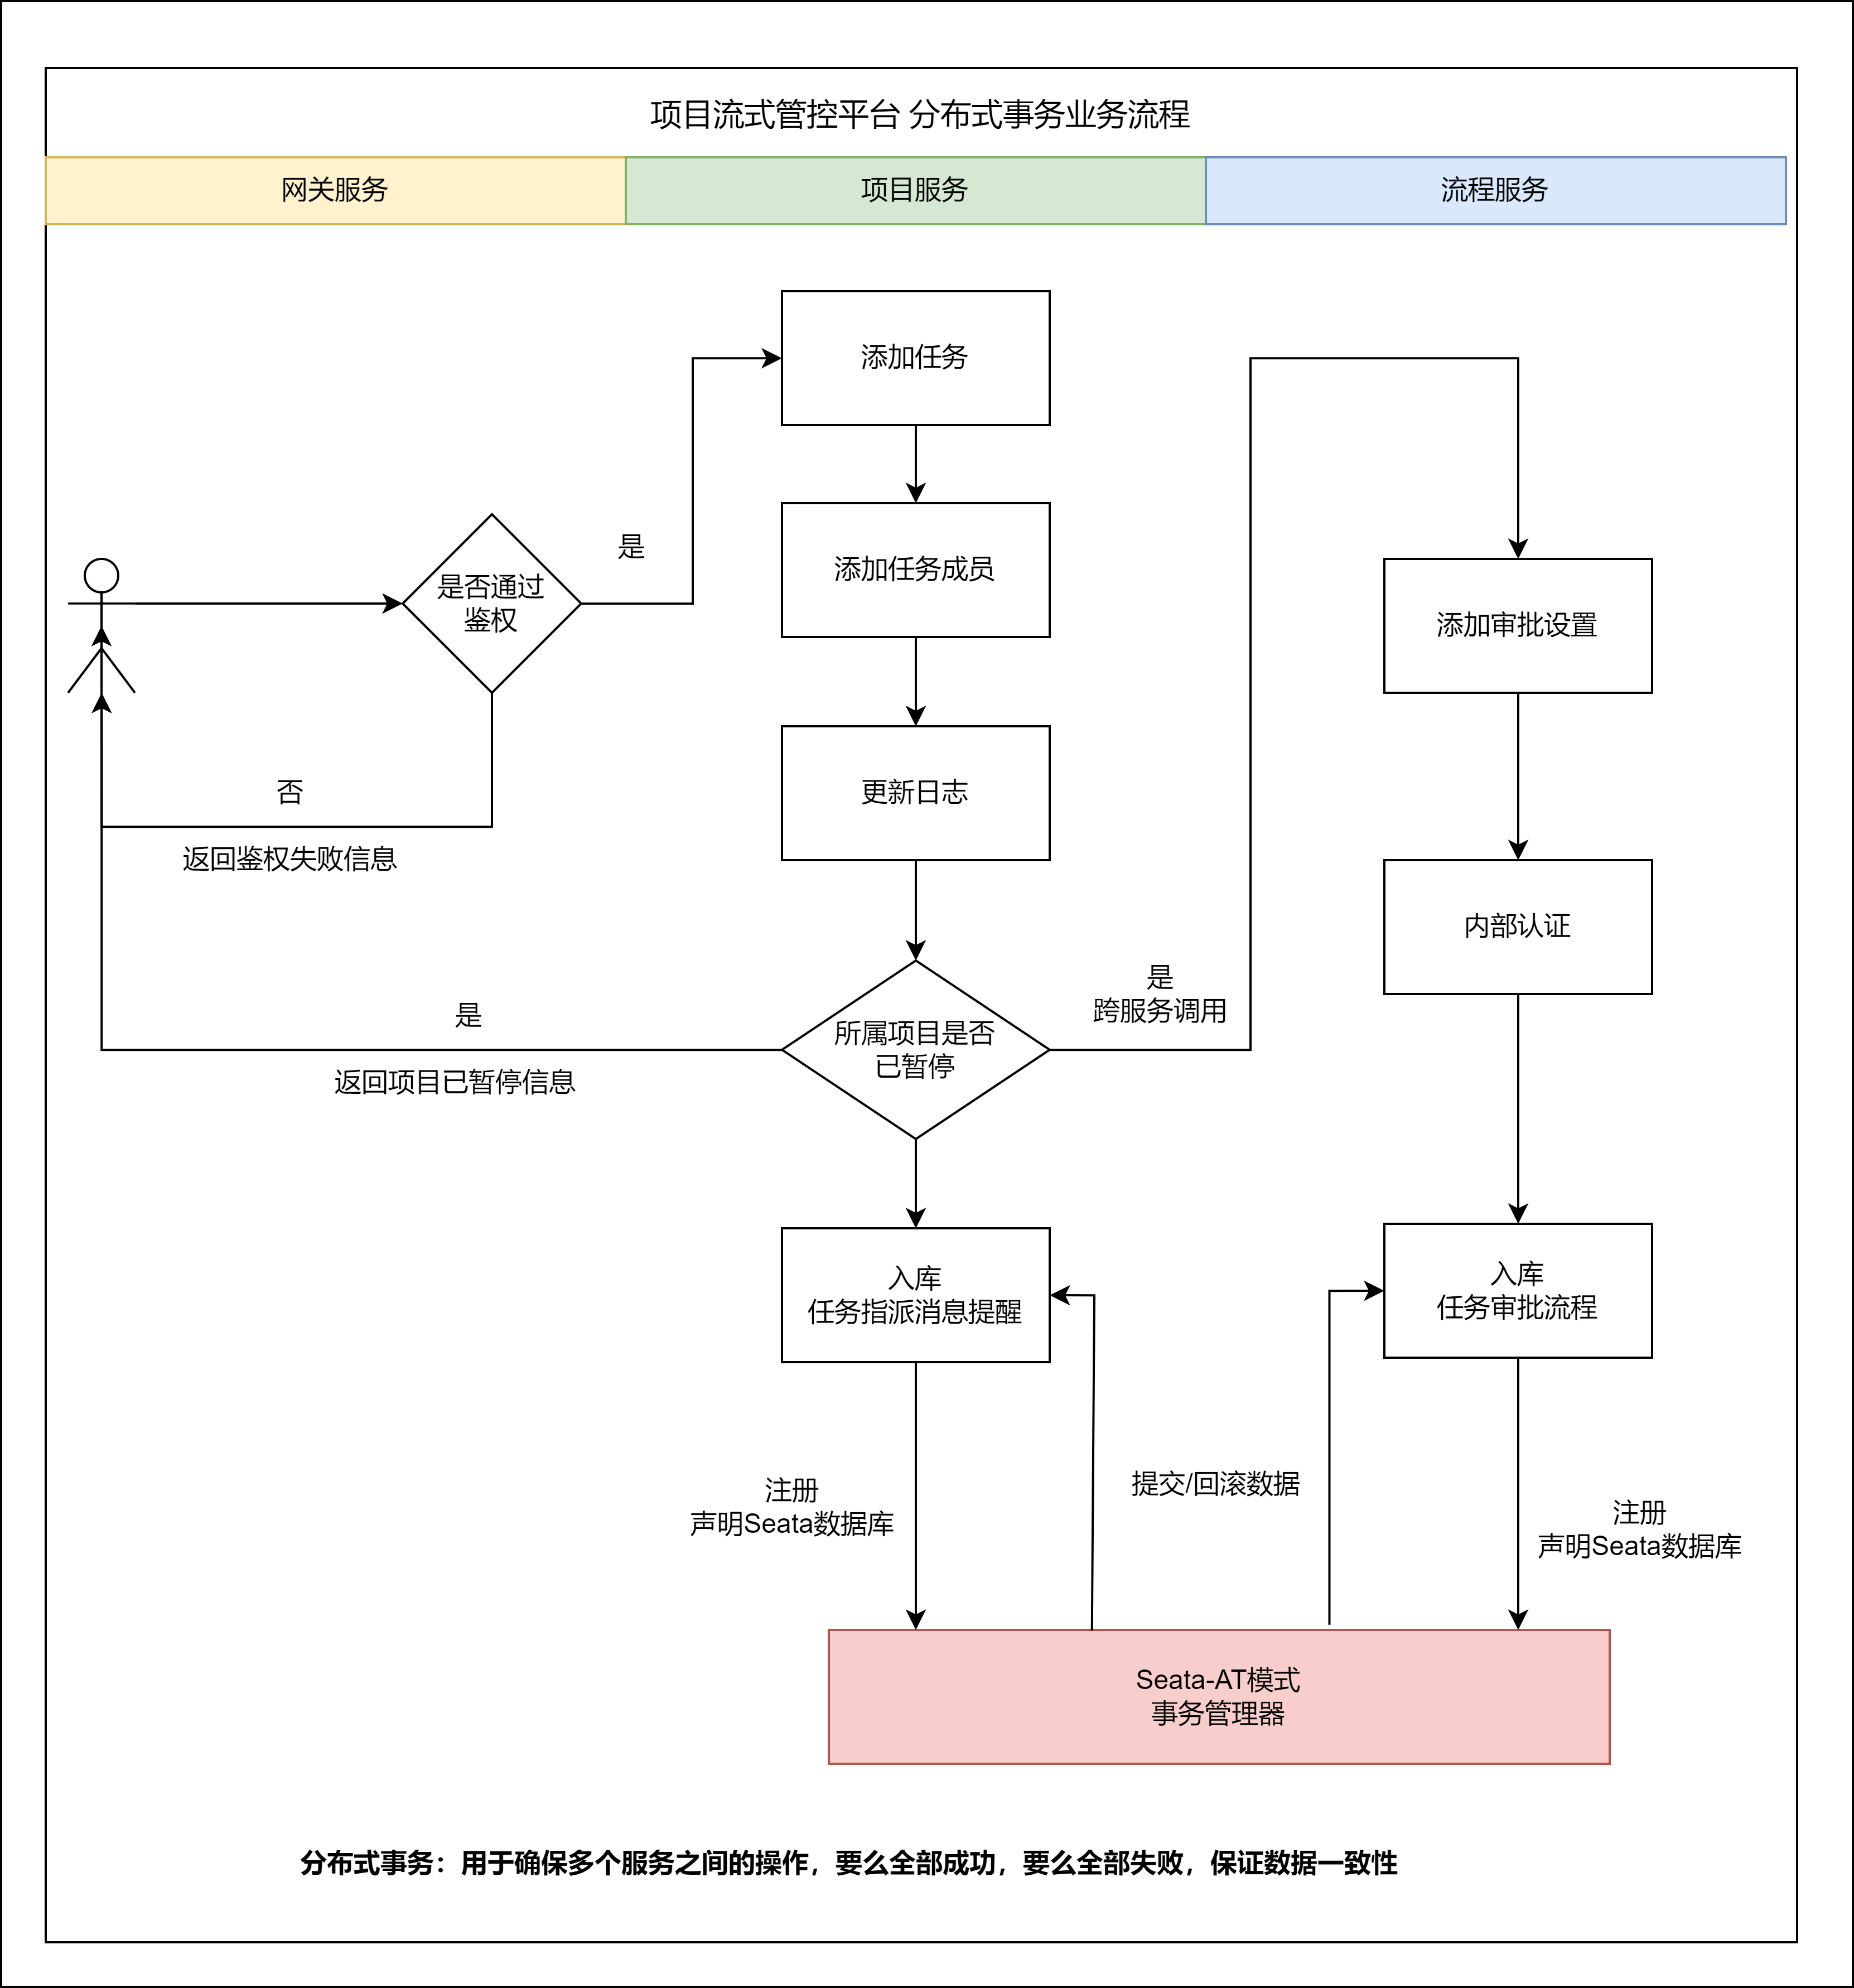 项目流式管控平台 分布式事务业务流程
网关服务
项目服务
流程服务
添加任务
是
添加任务成员
是否通过
鉴权
添加审批设置
否
更新日志
返回鉴权失败信息
内部认证
是
跨服务调用
是
所属项目是否
已暂停
返回项目已暂停信息
入库
任务指派消息提醒
入库
任务审批流程
提交/回滚数据
注册
声明Seata数据库
注册
声明Seata数据库
Seata-AT模式
事务管理器
分布式事务：用于确保多个服务之间的操作，要么全部成功，要么全部失败，保证数据一致性